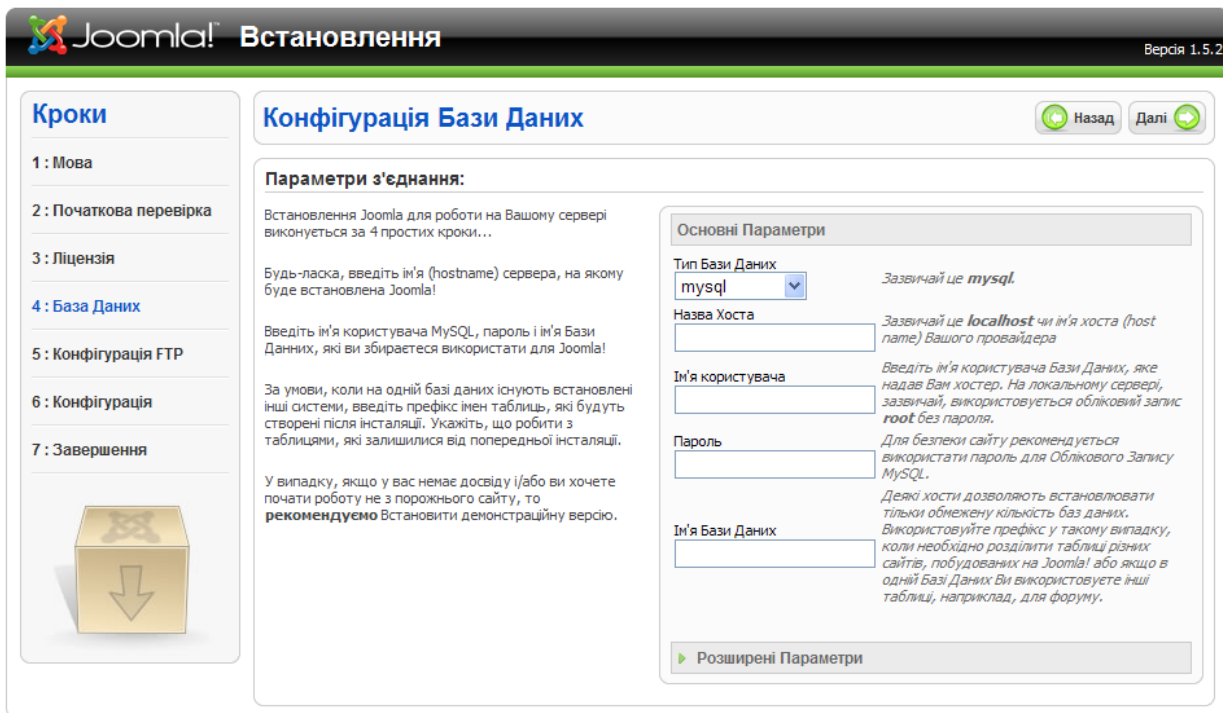 Joomla! Встановлення
Версія 1.5.2
Кроки
1 : Мова
2 : Початкова перевірка
3 : Ліцензія
4 : База Даних
5 : Конфігурація FTP
6 : Конфігурація
7 : Завершення
Конфігурація Бази Даних
Назад
Далі
Параметри з'єднання:
Встановлення Joomla для роботи на Вашому сервері
виконується за 4 простих кроки...
Будь-ласка, введіть ім'я (hostname) сервера, на якому
буде встановлена Joomla!
Введіть ім'я користувача MySQL, пароль і ім'я Бази
Данних, які ви збираєтеся використати для Joomla!
За умови, коли на одній базі даних існують встановлені
інші системи, введіть префікс імен таблиць, які будуть
створені після інсталяції. Укажіть, що робити з
таблицями, які залишилися від попередньої інсталяції.
У випадку, якщо у вас немає досвіду і/або ви хочете
почати роботу не з порожнього сайту, то
рекомендуємо Встановити демонстраційну версію.
Основні Параметри
Тип Бази Даних
mysql
Зазвичай це mysql.
Назва Хоста
Зазвичай це localhost чи ім'я хоста (host
name) Вашого провайдера
Ім'я користувача
Введіть ім'я користувача Бази Даних, яке
надав Вам хостер. На локальному сервері,
зазвичай, використовується обліковий запис
root без пароля.
Пароль
Для безпеки сайту рекомендується
використати пароль для Облікового Запису
MySQL.
Ім'я Бази Даних
Деякі хости дозволяють встановлювати
тільки обмежену кількість баз даних.
Використовуйте префікс у такому випадку,
коли необхідно розділити таблиці різних
сайтів, побудованих на Joomla! або якщо в
одній Базі Даних Ви використовуєте інші
таблиці, наприклад, для форуму.
Розширені Параметри